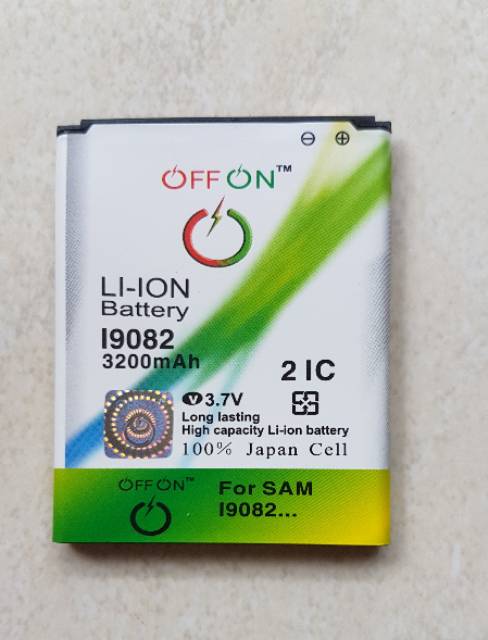 ⊖ ⊕
OFF ON™
LI-ION
Battery
I9082
3200mAh
2 IC
V 3.7V
Long lasting
High capacity Li-ion battery
100% Japan Cell
OFF ON™
For SAM
I9082...